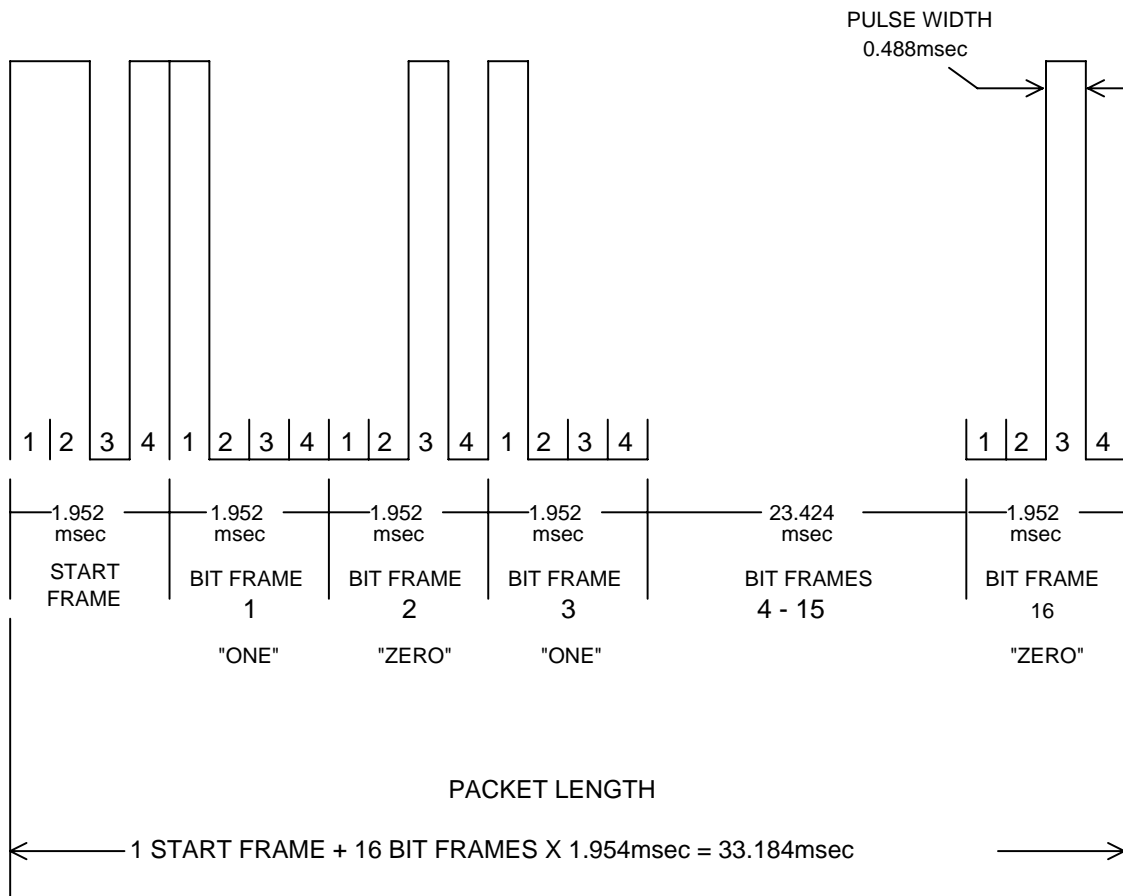 PULSE WIDTH
0.488msec
1 2 3 4 1 2 3 4 1 2 3 4 1 2 3 4 1 2 3 4
1.952 1.952 1.952 1.952 23.424 1.952
msec msec msec msec msec msec
START BIT FRAME BIT FRAME BIT FRAME BIT FRAMES BIT FRAME
FRAME 1 2 3 4 - 15 16
"ONE" "ZERO" "ONE" "ZERO"
PACKET LENGTH
1 START FRAME + 16 BIT FRAMES X 1.954msec = 33.184msec